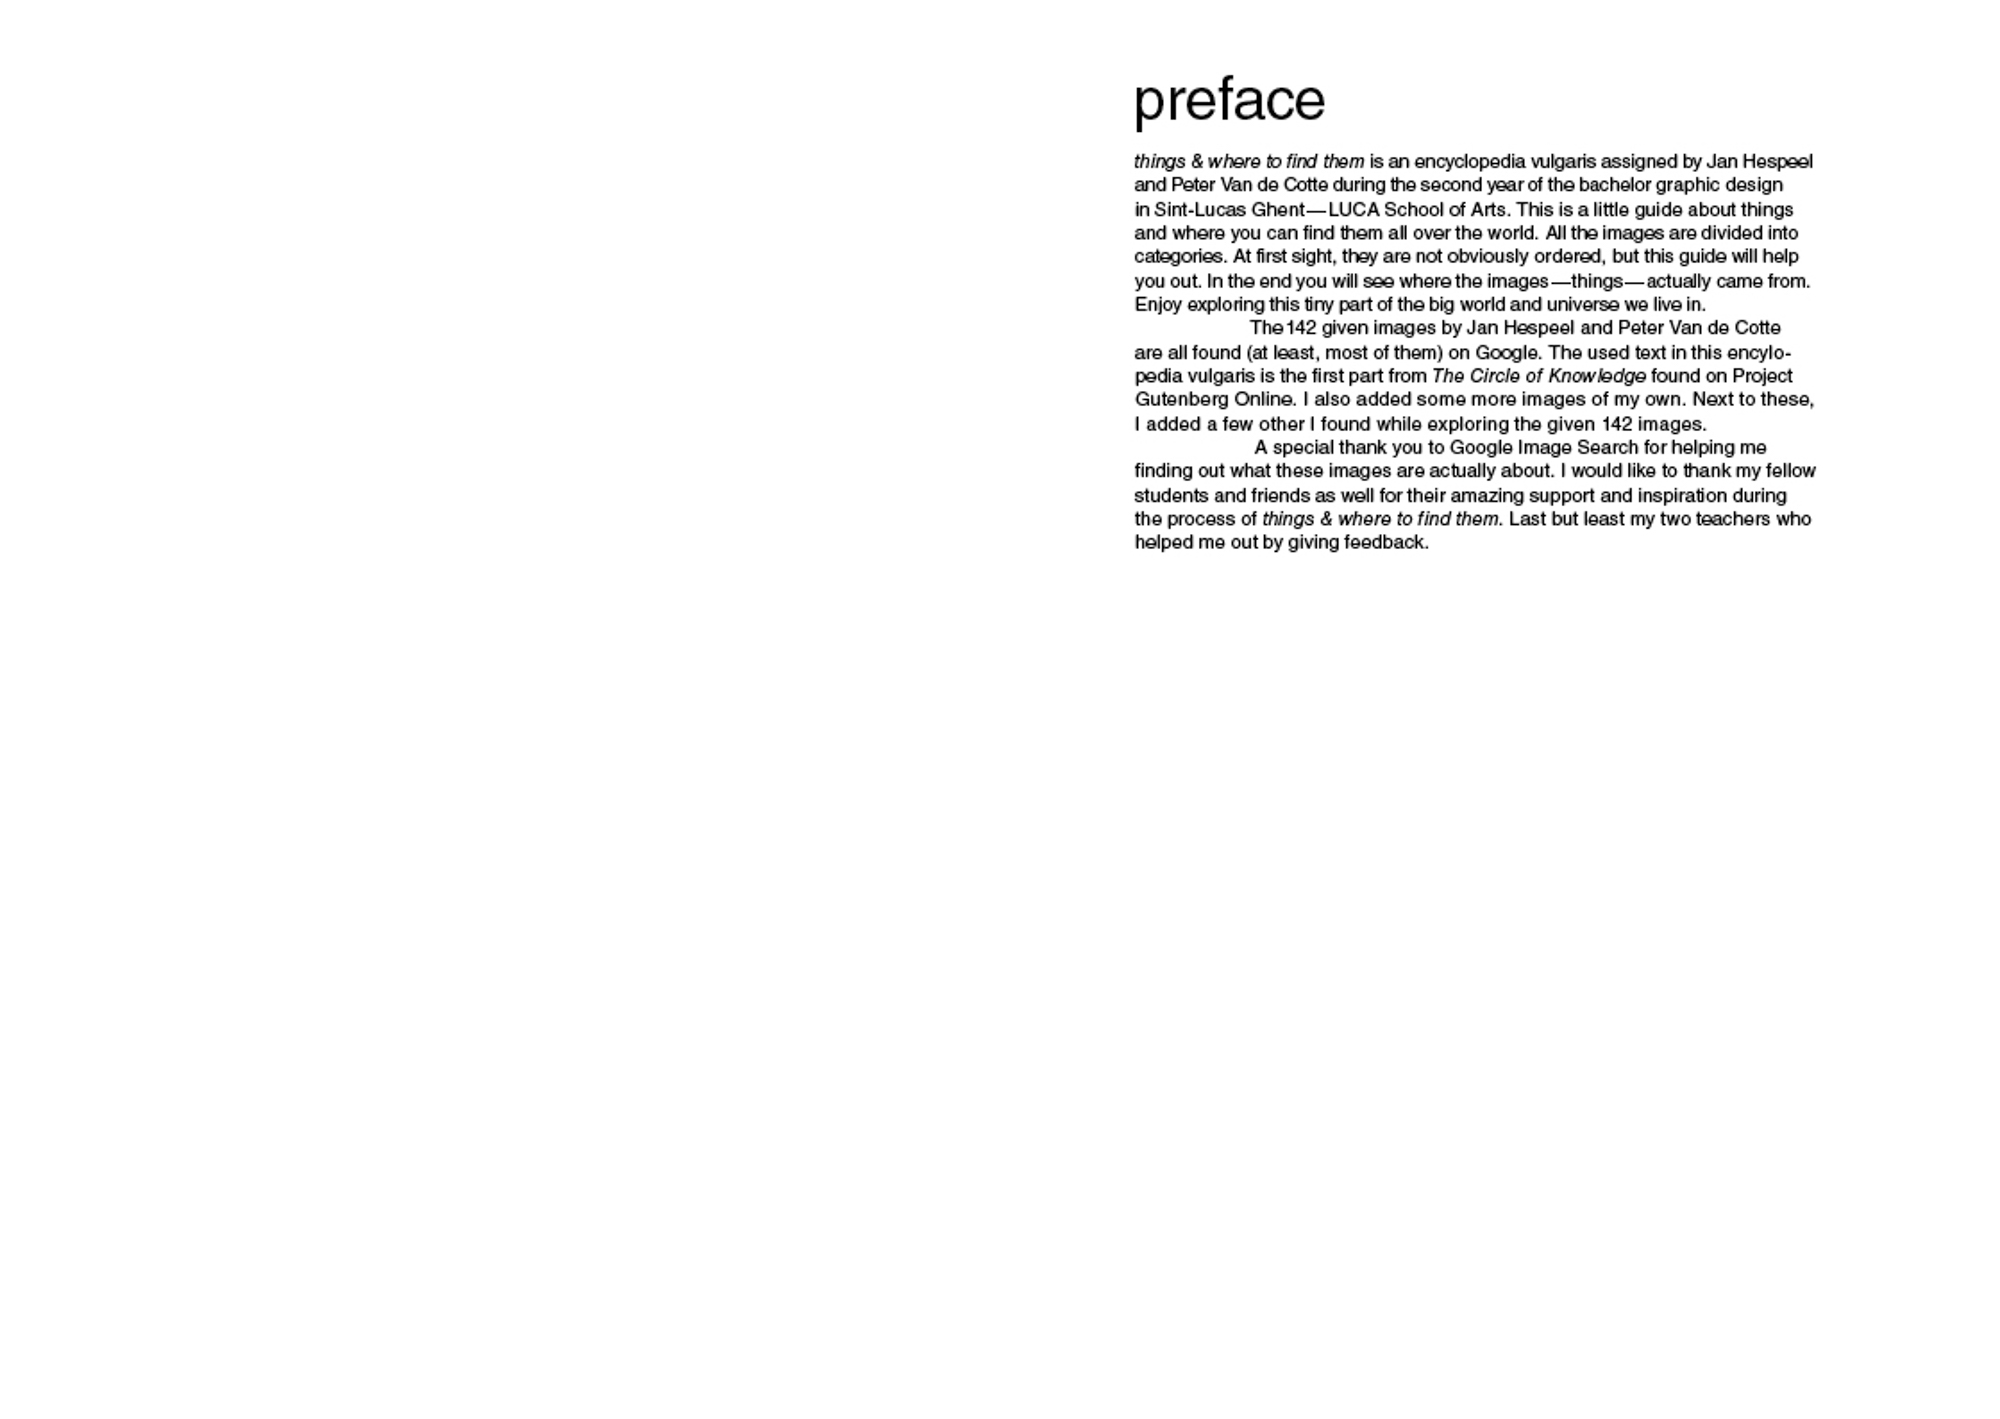 preface
things & where to find them is an encyclopedia vulgaris assigned by Jan Hespeel
and Peter Van de Cotte during the second year of the bachelor graphic design
in Sint-Lucas Ghent—LUCA School of Arts. This is a little guide about things
and where you can find them all over the world. All the images are divided into
categories. At first sight, they are not obviously ordered, but this guide will help
you out. In the end you will see where the images—things—actually came from.
Enjoy exploring this tiny part of the big world and universe we live in.
The 142 given images by Jan Hespeel and Peter Van de Cotte
are all found (at least, most of them) on Google. The used text in this encylo-
pedia vulgaris is the first part from The Circle of Knowledge found on Project
Gutenberg Online. I also added some more images of my own. Next to these,
I added a few other I found while exploring the given 142 images.
A special thank you to Google Image Search for helping me
finding out what these images are actually about. I would like to thank my fellow
students and friends as well for their amazing support and inspiration during
the process of things & where to find them. Last but least my two teachers who
helped me out by giving feedback.